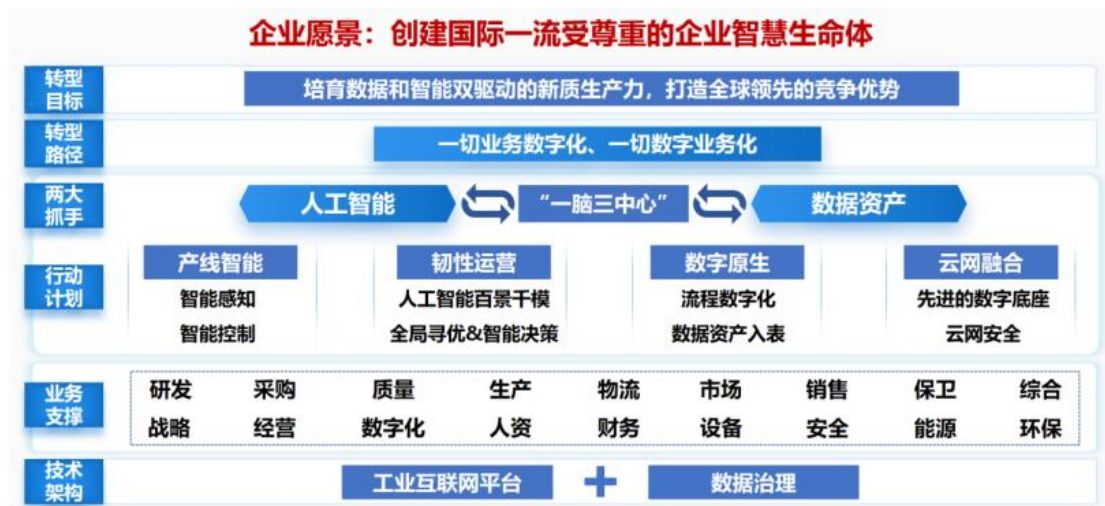 企业愿景：创建国际一流受尊重的企业智慧生命体
转型
目标
培育数据和智能双驱动的新质生产力，打造全球领先的竞争优势
转型
路径
一切业务数字化、一切数字业务化
两大
抓手
人工智能 “一脑三中心” 数据资产
行动
计划
产线智能 韧性运营 数字原生 云网融合
智能感知 人工智能百景千模 流程数字化 先进的数字底座
智能控制 全局寻优&智能决策 数据资产入表 云网安全
业务
支撑
研发 采购 质量 生产 物流 市场 销售 保卫 综合
战略 经营 数字化 人资 财务 设备 安全 能源 环保
技术
架构
工业互联网平台 + 数据治理